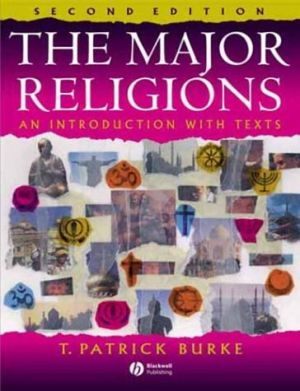 SECOND EDITION
THE MAJOR
RELIGIONS
AN INTRODUCTION WITH TEXTS
T. PATRICK BURKE
Blackwell
Publishing